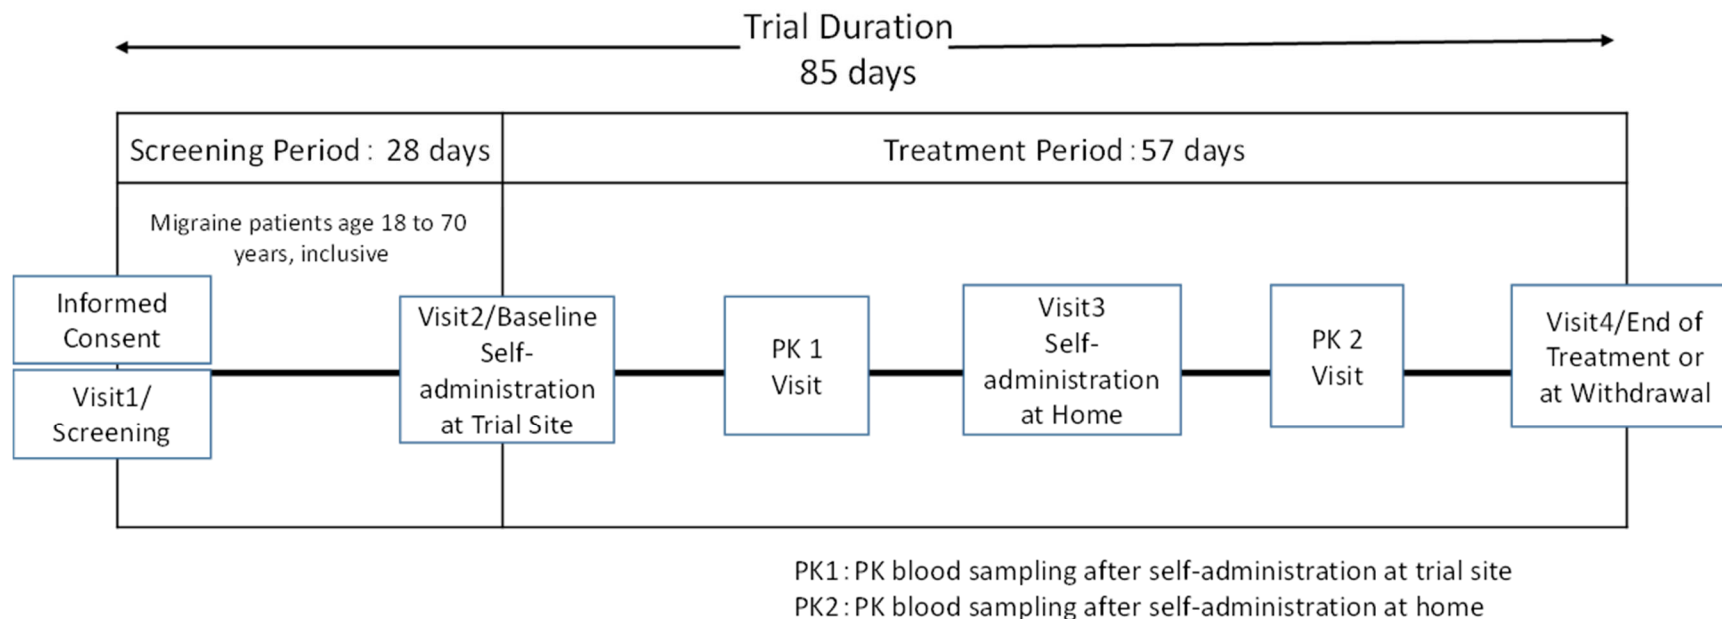 Trial Duration
85 days
Screening Period： 28 days
Treatment Period：57 days
Migraine patients age 18 to 70
years, inclusive
Informed
Consent
Visit1/
Screening
Visit2/Baseline
Self-
administration
at Trial Site
PK 1
Visit
Visit3
Self-
administration
at Home
PK 2
Visit
Visit4/End of
Treatment or
at Withdrawal
PK1：PK blood sampling after self-administration at trial site
PK2：PK blood sampling after self-administration at home